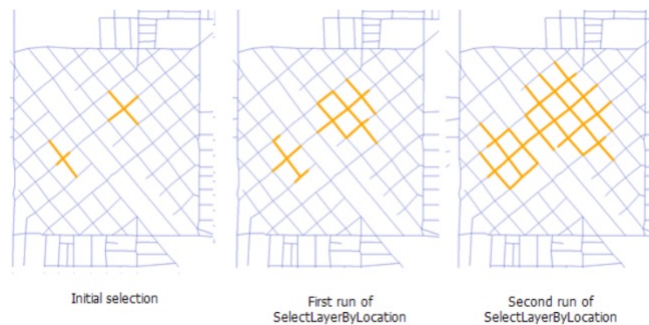 Initial selection
First run of
SelectLayerByLocation
Second run of
SelectLayerByLocation